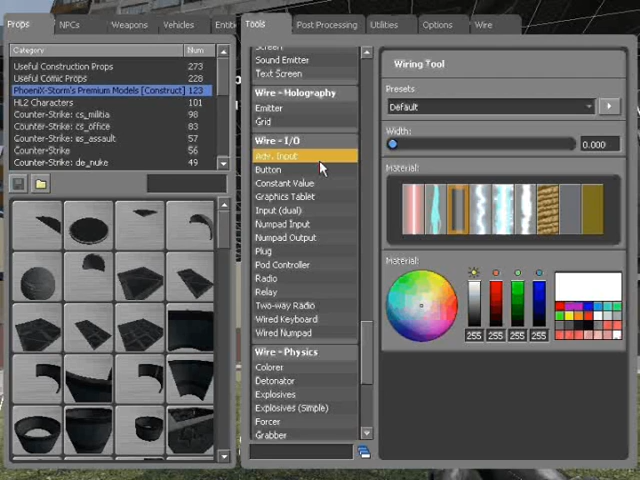 Props NPCs Weapons Vehicles Entiti
Category Num
Useful Construction Props 273
Useful Comic Props 228
PhoeniX-Storm's Premium Models [Construct] 123
HL2 Characters 101
Counter-Strike: cs_militia 98
Counter-Strike: cs_office 83
Counter-Strike: as_assault 57
Counter-Strike 56
Counter-Strike: de_nuke 49
Tools Post Processing Utilities Options Wire
Screen
Sound Emitter
Text Screen
Wire - Holography
Emitter
Grid
Wire - I/O
Adv. Input
Button
Constant Value
Graphics Tablet
Input (dual)
Numpad Input
Numpad Output
Plug
Pod Controller
Radio
Relay
Two-way Radio
Wired Keyboard
Wired Numpad
Wire - Physics
Colorer
Detonator
Explosives
Explosives (Simple)
Forcer
Grabber
Wiring Tool
Presets
Default
Width:
0.000
Material:
Material:
255 255 255 255